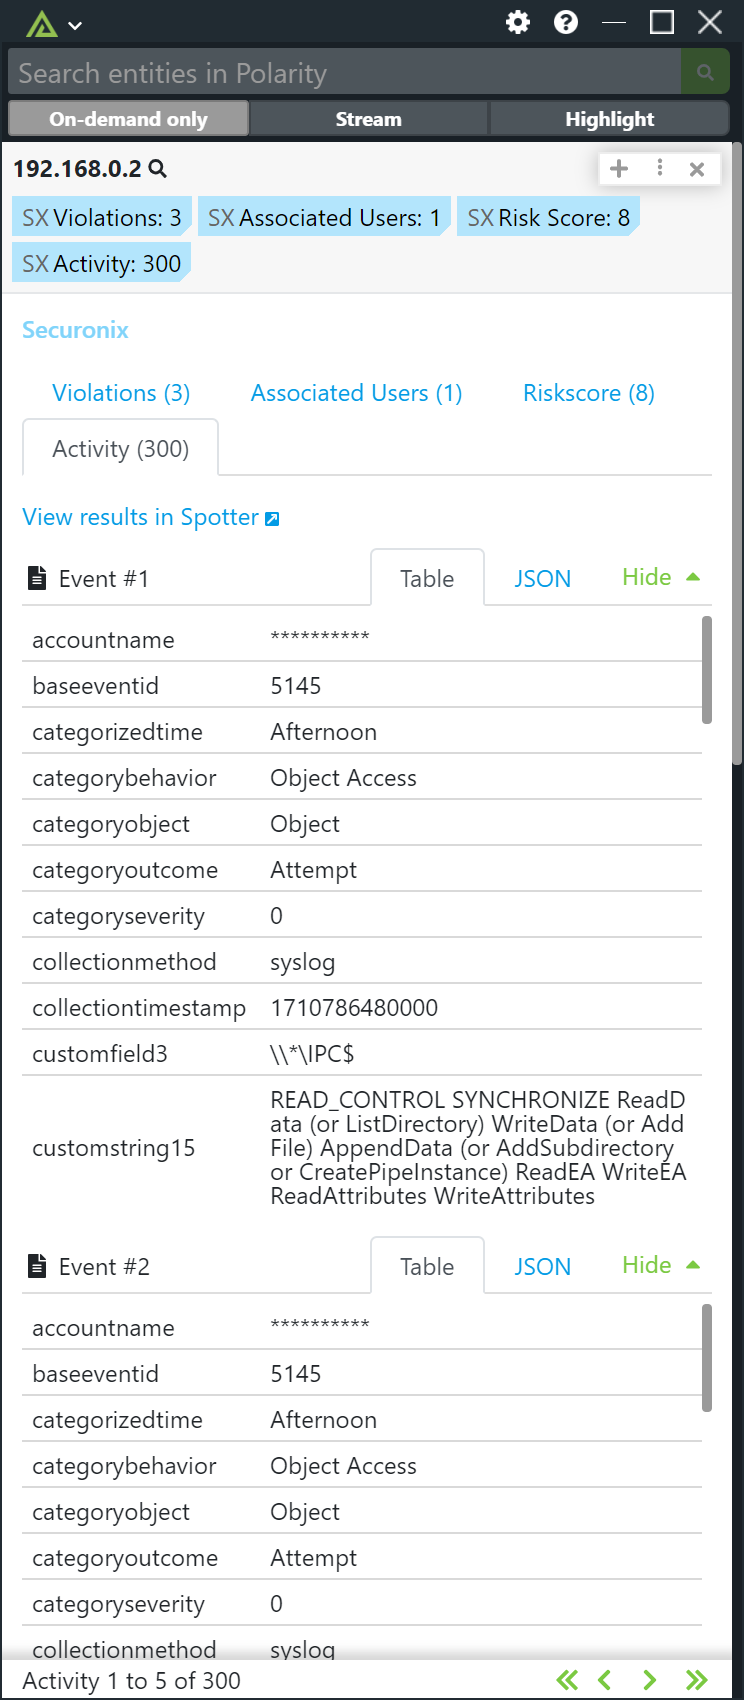 Search entities in Polarity
On-demand only Stream Highlight
192.168.0.2
SX Violations: 3 SX Associated Users: 1 SX Risk Score: 8
SX Activity: 300
Securonix
Violations (3) Associated Users (1) Riskscore (8)
Activity (300)
View results in Spotter
Event #1 Table JSON Hide
accountname **********
baseeventid 5145
categorizedtime Afternoon
categorybehavior Object Access
categoryobject Object
categoryoutcome Attempt
categoryseverity 0
collectionmethod syslog
collectiontimestamp 1710786480000
customfield3 \\*\IPC$
READ_CONTROL SYNCHRONIZE ReadD
ata (or ListDirectory) WriteData (or Add
customstring15 File) AppendData (or AddSubdirectory
or CreatePipeInstance) ReadEA WriteEA
ReadAttributes WriteAttributes
Event #2 Table JSON Hide
accountname **********
baseeventid 5145
categorizedtime Afternoon
categorybehavior Object Access
categoryobject Object
categoryoutcome Attempt
categoryseverity 0
collectionmethod syslog
Activity 1 to 5 of 300